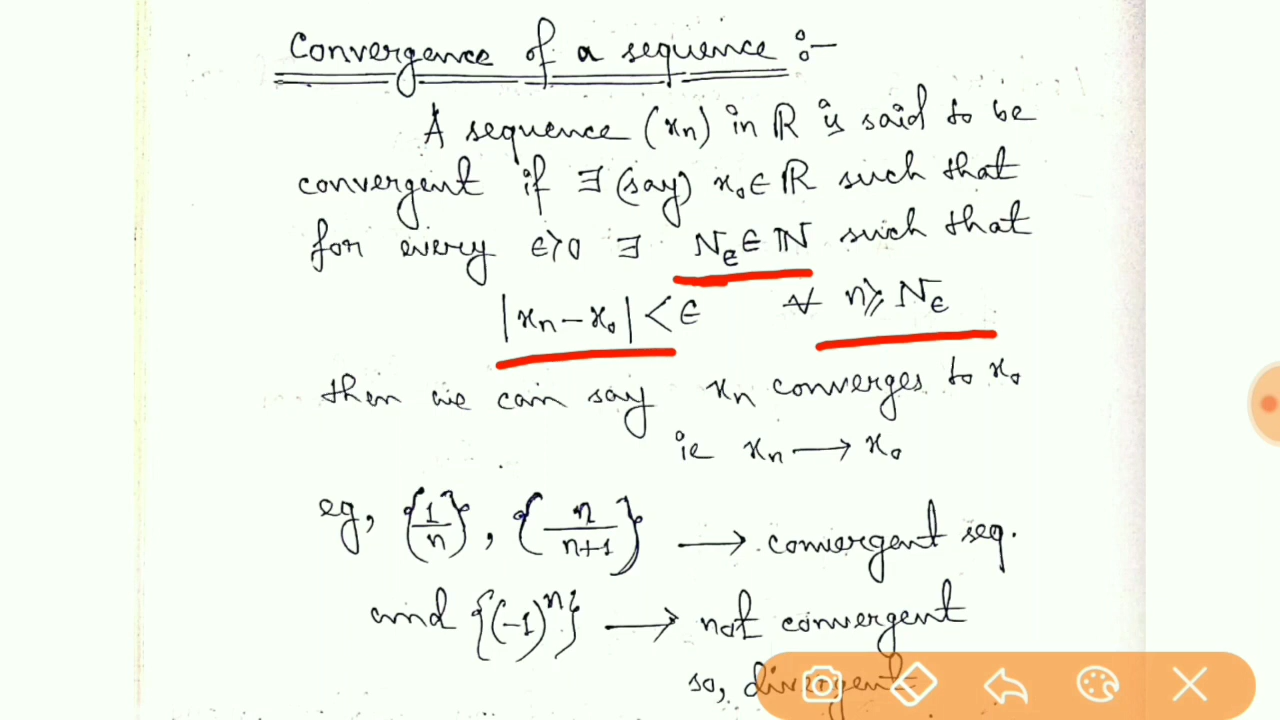 Convergence of a sequence :-
A sequence (xn) in ℝ is said to be
convergent if ∃ (say) x₀ ∈ ℝ such that
for every ϵ>0 ∃ Nϵ ∈ ℕ such that
|xn - x₀| < ϵ ∀ n ≥ Nϵ
then we can say xn converges to x₀
ie xn → x₀
eg, {1/n}, {n/n+1} → convergent seq.
and {(-1)ⁿ} → not convergent
so, divergent